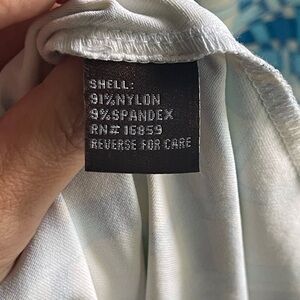 SHELL:
91%NYLON
9%SPANDEX
RN# 16859
REVERSE FOR CARE